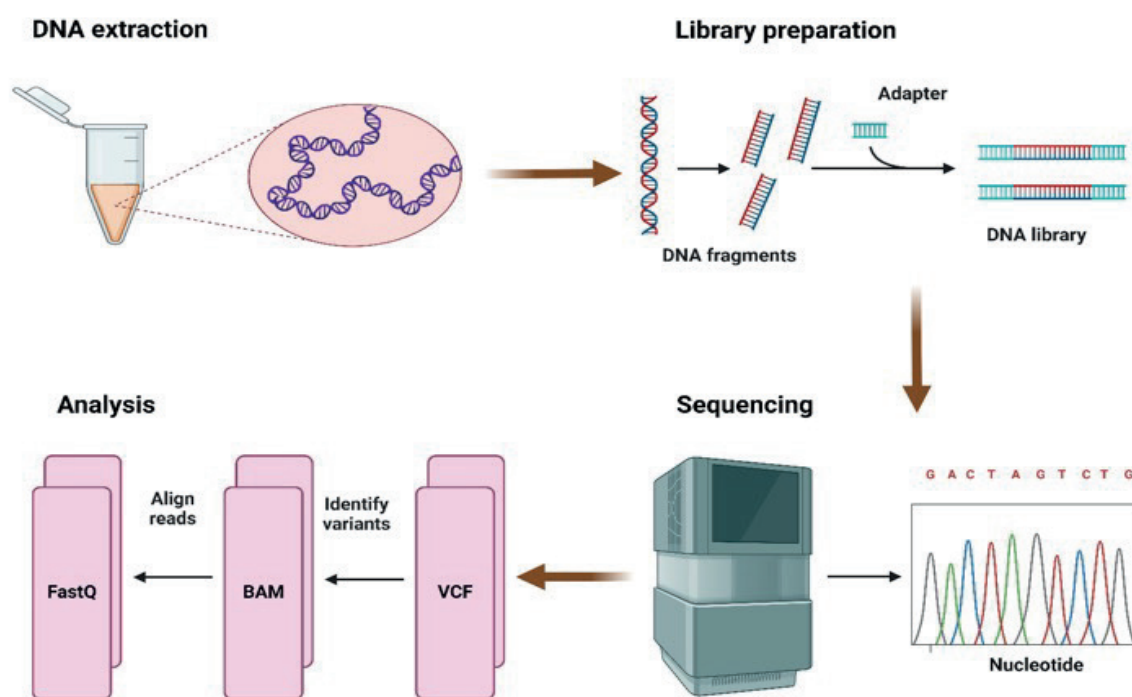 DNA extraction
Library preparation
Adapter
DNA fragments
DNA library
Analysis
Sequencing
Align
reads
Identify
variants
FastQ
BAM
VCF
G A C T A G T C T G
Nucleotide